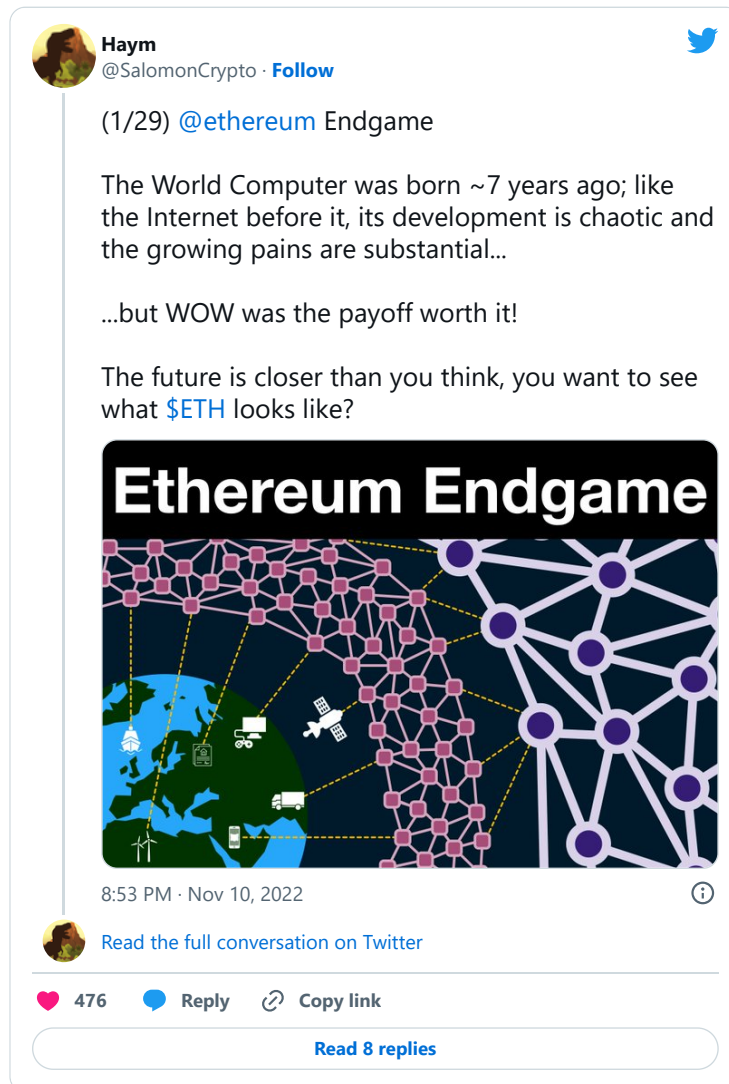 Haym
@SalomonCrypto · Follow
(1/29) @ethereum Endgame
The World Computer was born ~7 years ago; like
the Internet before it, its development is chaotic and
the growing pains are substantial...
...but WOW was the payoff worth it!
The future is closer than you think, you want to see
what $ETH looks like?
Ethereum Endgame
8:53 PM · Nov 10, 2022
Read the full conversation on Twitter
476 Reply Copy link
Read 8 replies